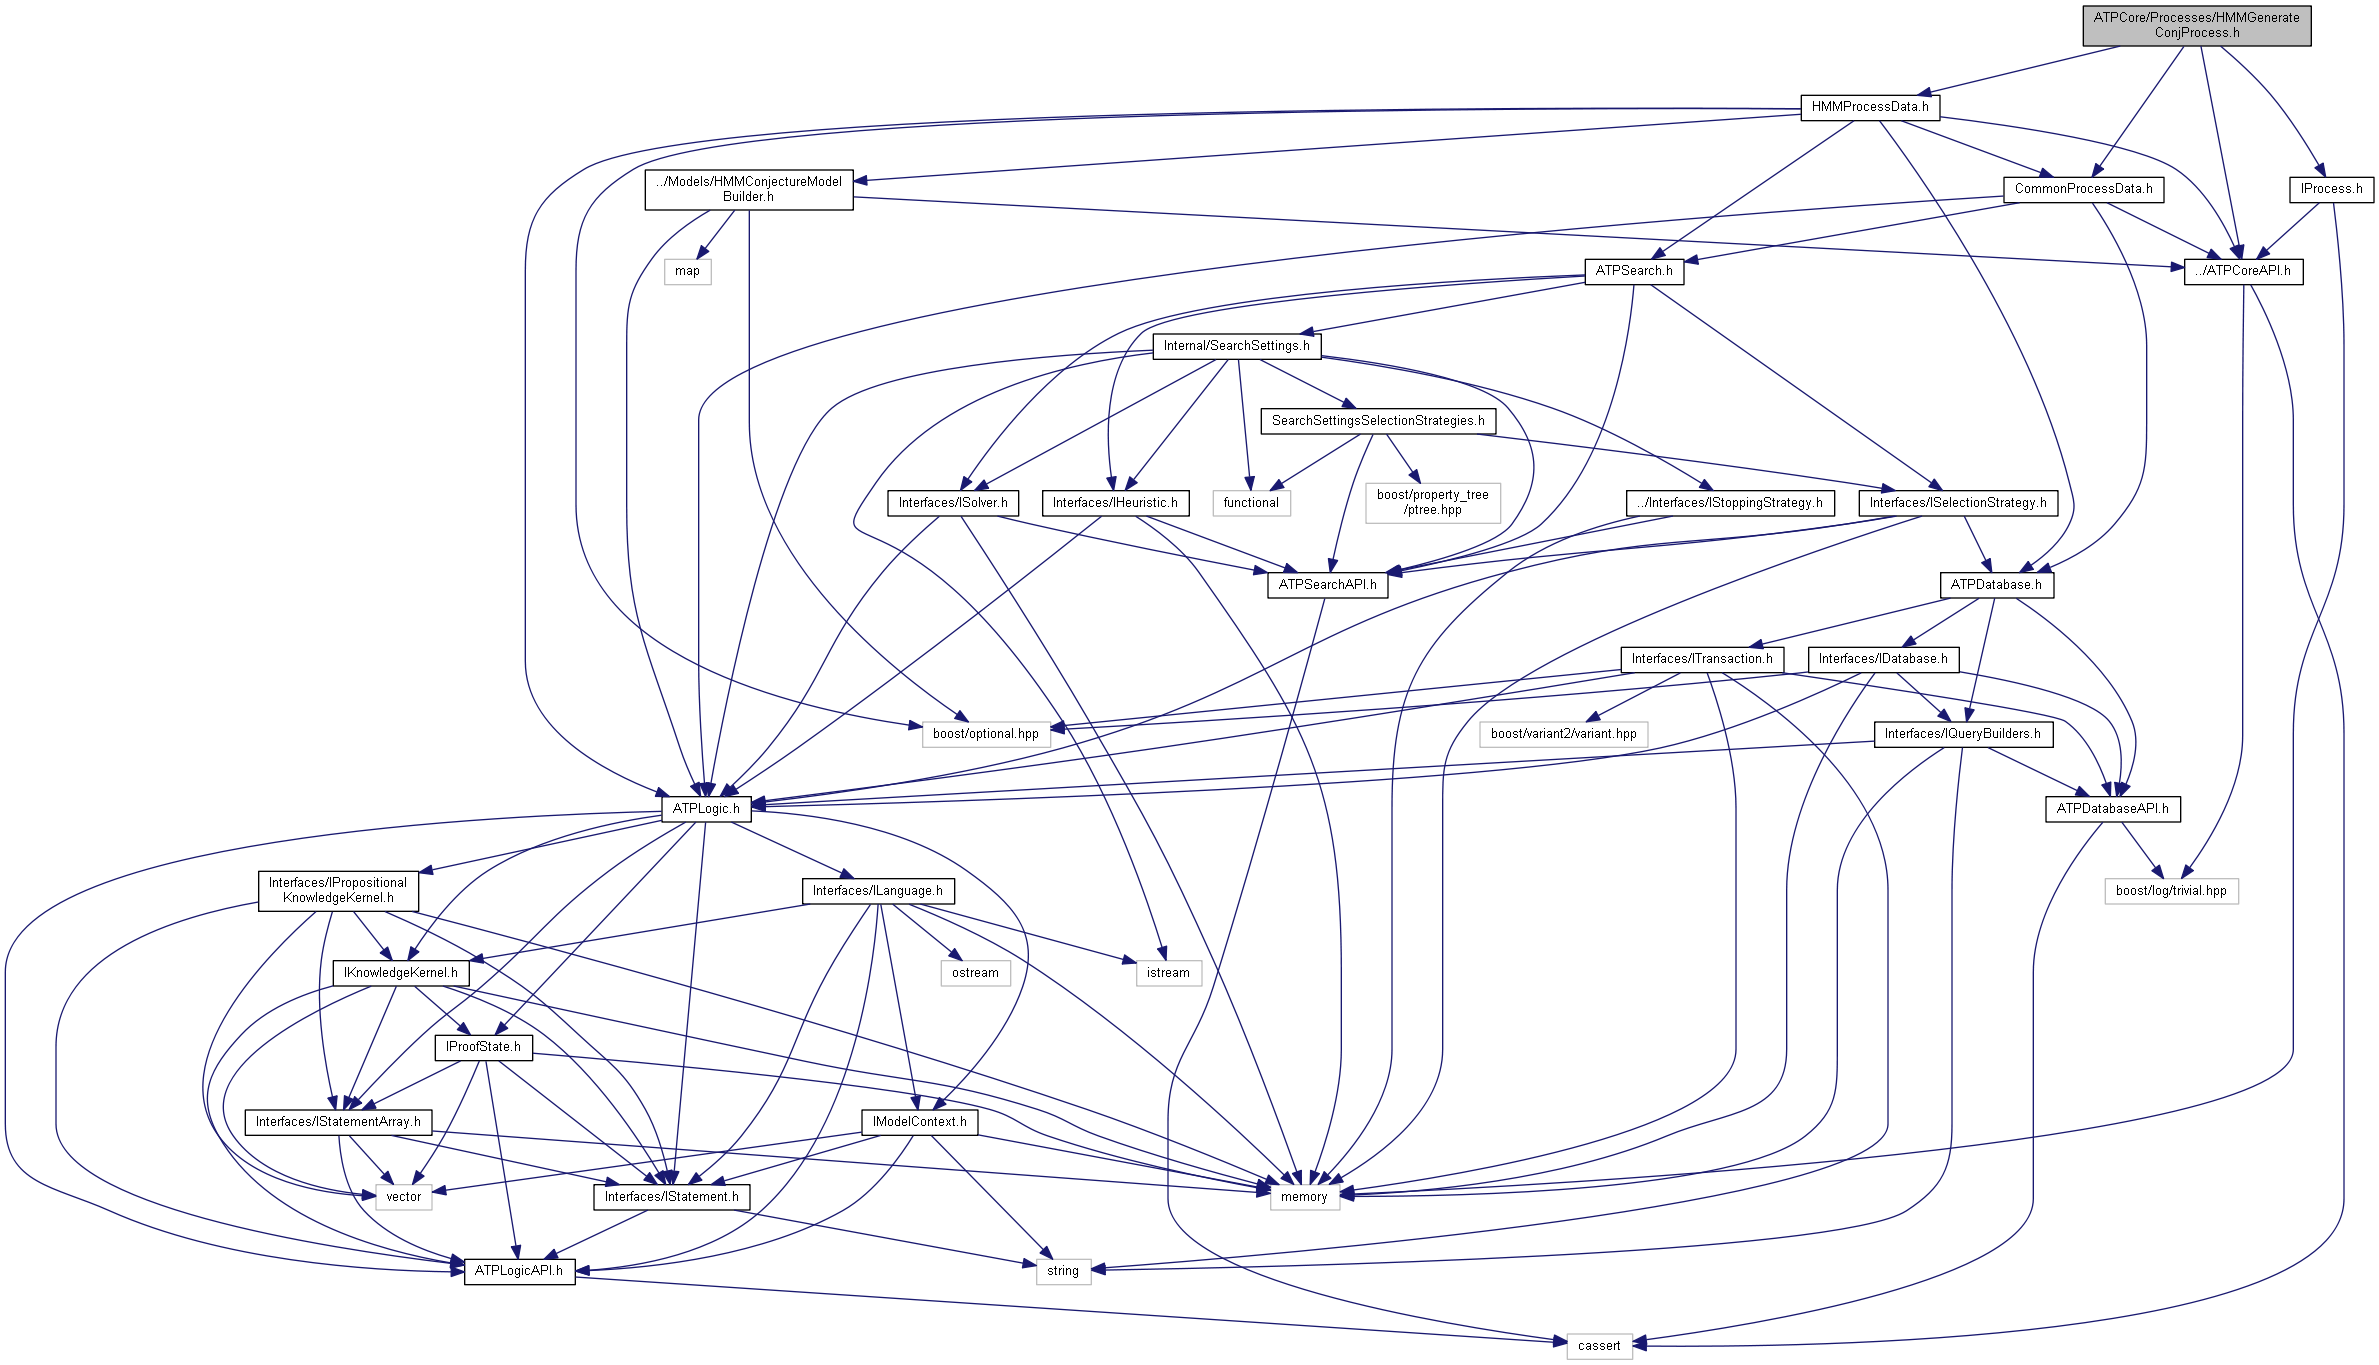 ATPCore/Processes/HMMGenerate
ConjProcess.h
HMMProcessData.h
../Models/HMMConjectureModel
Builder.h
CommonProcessData.h
IProcess.h
map
ATPSearch.h
../ATPCoreAPI.h
Internal/SearchSettings.h
SearchSettingsSelectionStrategies.h
Interfaces/ISolver.h
Interfaces/IHeuristic.h
functional
boost/property_tree
/ptree.hpp
../Interfaces/IStoppingStrategy.h
Interfaces/ISelectionStrategy.h
ATPSearchAPI.h
ATPDatabase.h
Interfaces/ITransaction.h
Interfaces/IDatabase.h
boost/optional.hpp
boost/variant2/variant.hpp
Interfaces/IQueryBuilders.h
ATPLogic.h
ATPDatabaseAPI.h
Interfaces/IPropositional
KnowledgeKernel.h
Interfaces/ILanguage.h
boost/log/trivial.hpp
IKnowledgeKernel.h
ostream
istream
IProofState.h
Interfaces/IStatementArray.h
IModelContext.h
vector
Interfaces/IStatement.h
memory
ATPLogicAPI.h
string
cassert